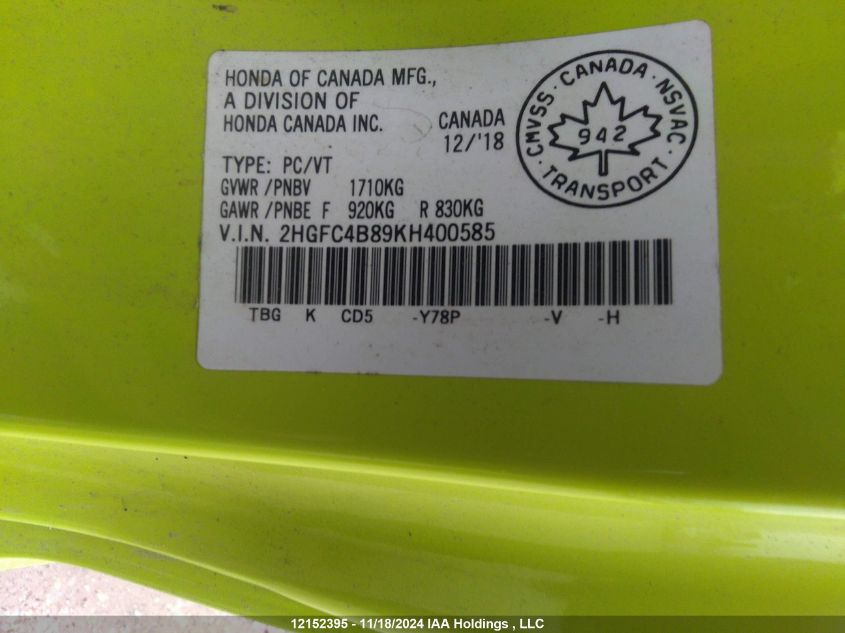 HONDA OF CANADA MFG.,
A DIVISION OF
HONDA CANADA INC.
CANADA
12/'18
CMVSS · CANADA · NSVAC
942
TRANSPORT
TYPE: PC/VT
GVWR /PNBV 1710KG
GAWR /PNBE F 920KG R 830KG
V.I.N. 2HGFC4B89KH400585
TBG K CD5 -Y78P -V -H
12152395 - 11/18/2024 IAA Holdings , LLC